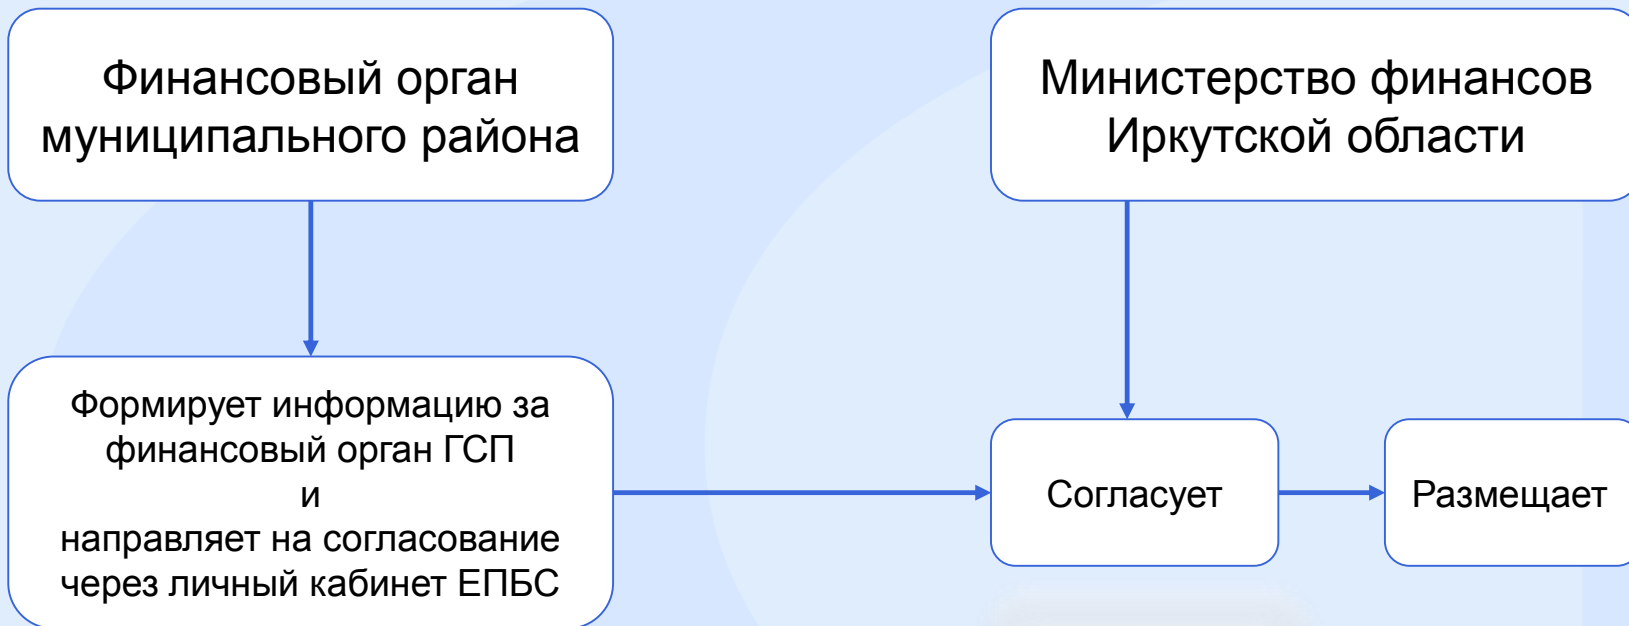 Финансовый орган
муниципального района
Министерство финансов
Иркутской области
Формирует информацию за
финансовый орган ГСП
и
направляет на согласование
через личный кабинет ЕПБС
Согласует
Размещает